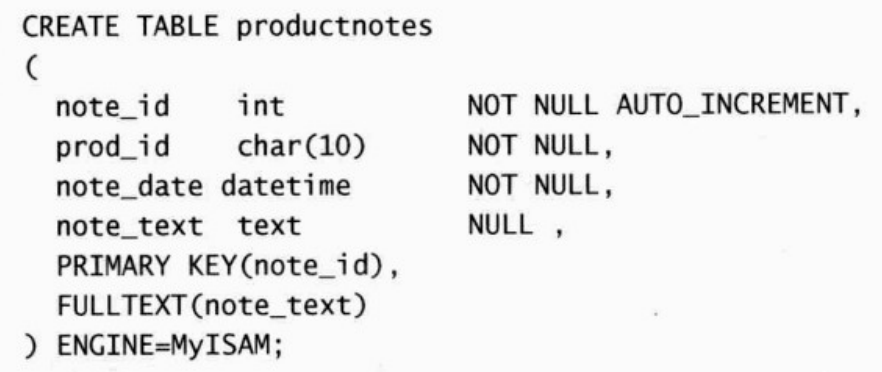 CREATE TABLE productnotes
(
  note_id    int           NOT NULL AUTO_INCREMENT,
  prod_id    char(10)      NOT NULL,
  note_date datetime       NOT NULL,
  note_text  text          NULL ,
  PRIMARY KEY(note_id),
  FULLTEXT(note_text)
) ENGINE=MyISAM;